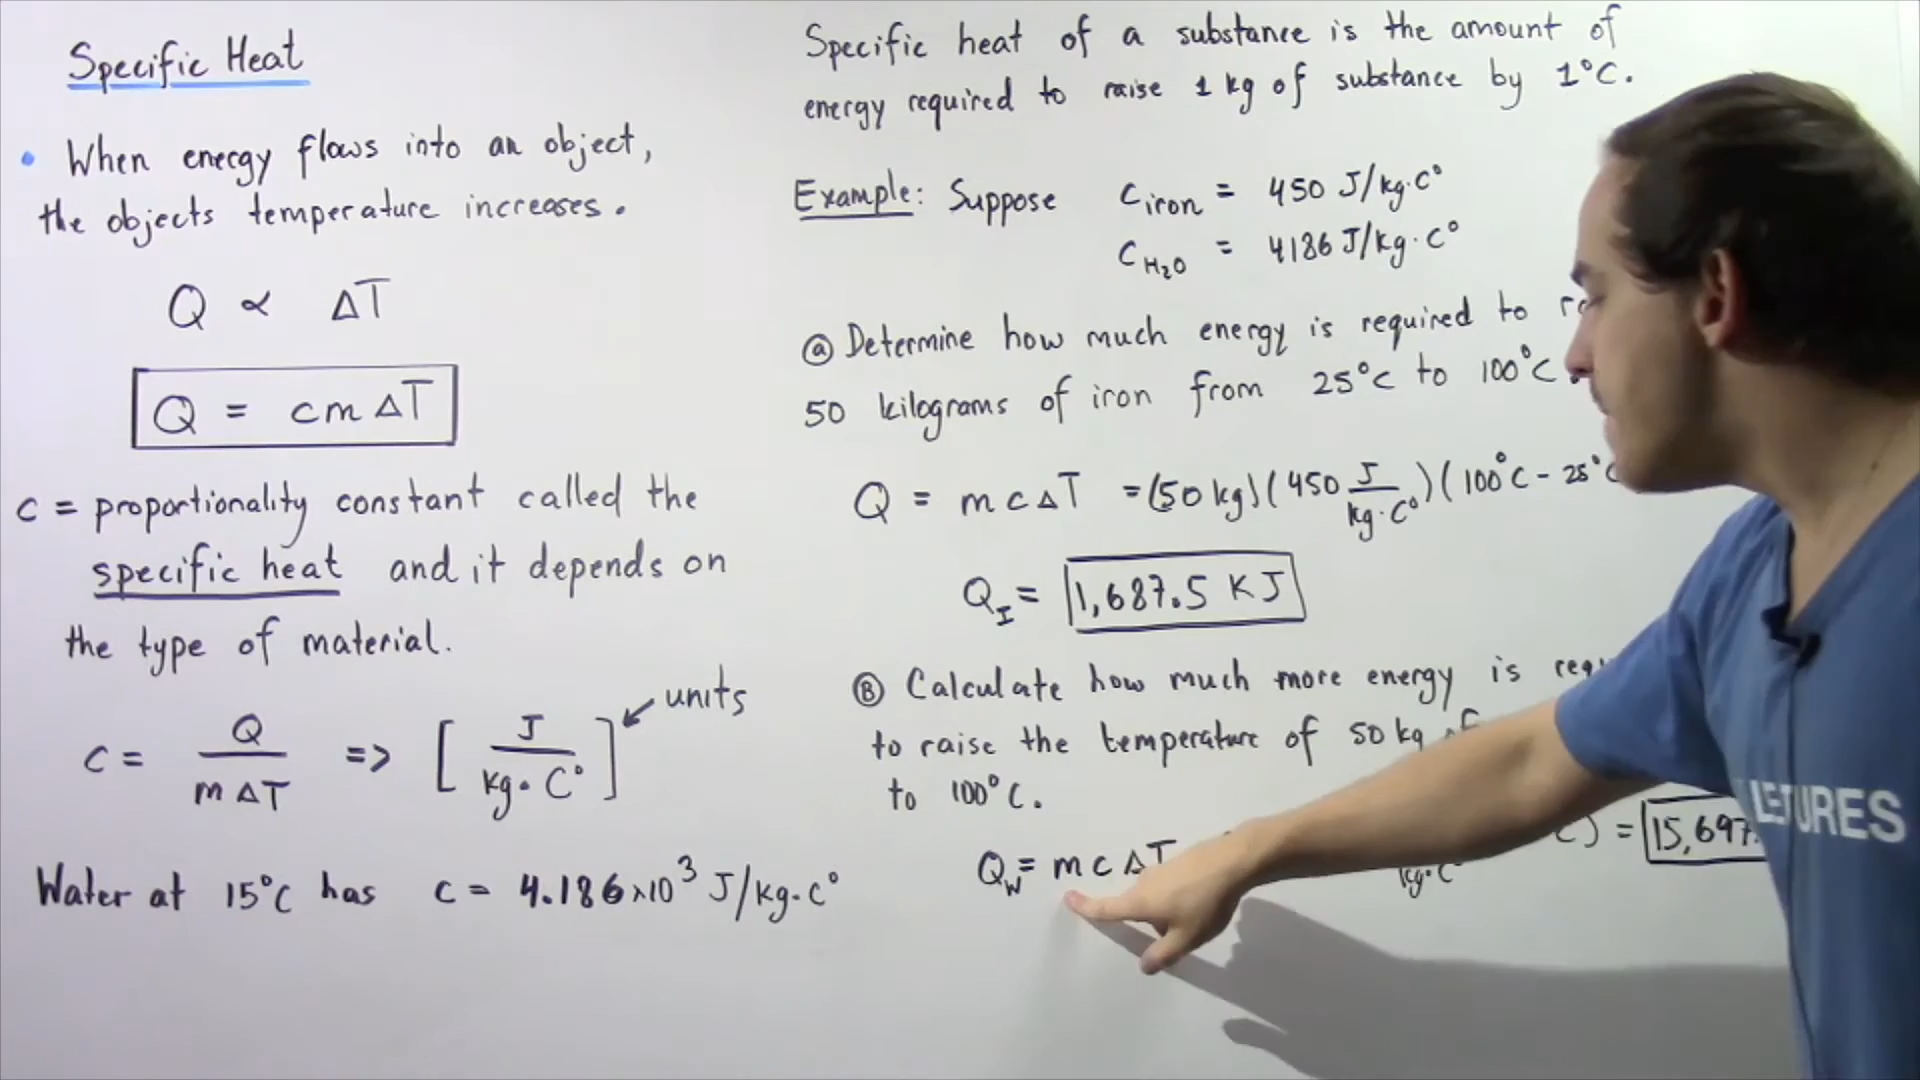 Specific Heat
• When energy flows into an object,
the objects temperature increases.
Q ∝ ΔT
Q = cmΔT
c = proportionality constant called the
specific heat and it depends on
the type of material.
c = Q / mΔT => [ J / kg·C° ] ↙ units
Water at 15°C has c = 4.186×10³ J/kg·C°
Specific heat of a substance is the amount of
energy required to raise 1 kg of substance by 1°C.
Example: Suppose C_iron = 450 J/kg·C°
C_H₂O = 4186 J/kg·C°
ⓐ Determine how much energy is required to
50 kilograms of iron from 25°C to 100°C.
Q = mcΔT = (50 kg)(450 J / kg·C°)(100°C - 25°C
Q_I = 1,687.5 KJ
Ⓑ Calculate how much more energy is
to raise the temperature of 50 kg of
to 100°C.
Q_W = mcΔT kg·C° C) = 15,697.
LECTURES